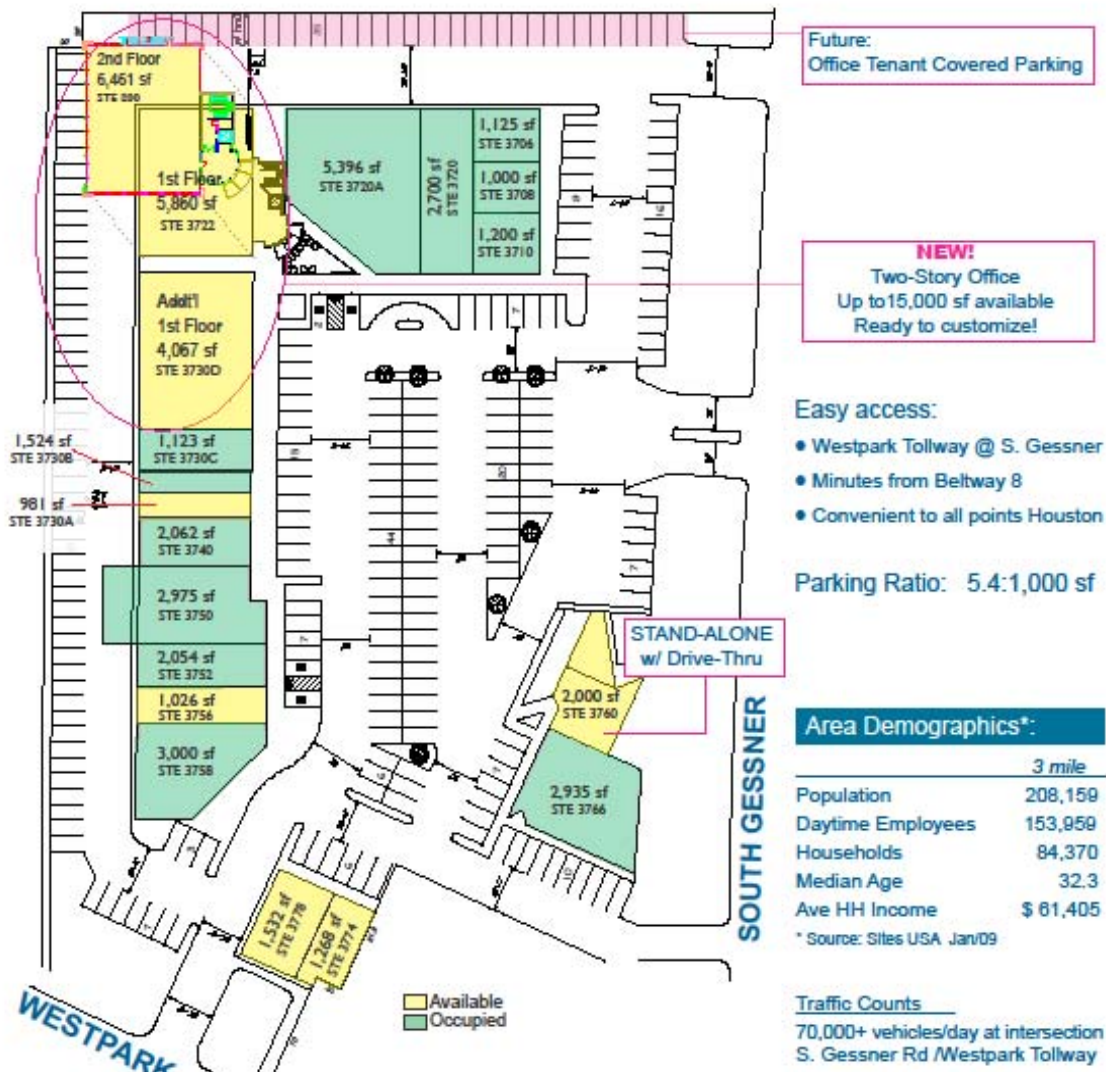 Future:
Office Tenant Covered Parking
2nd Floor
6,461 sf
1st Floor
5,860 sf
STE 3722
5,396 sf
STE 3720A
2,700 sf
STE 3720
1,125 sf
STE 3706
1,000 sf
STE 3708
1,200 sf
STE 3710
NEW!
Two-Story Office
Up to15,000 sf available
Ready to customize!
Addt'l
1st Floor
4,067 sf
STE 3730D
1,524 sf
STE 3730B
1,123 sf
STE 3730C
981 sf
STE 3730A
2,062 sf
STE 3740
2,975 sf
STE 3750
2,054 sf
STE 3752
1,026 sf
STE 3756
3,000 sf
STE 3758
Easy access:
• Westpark Tollway @ S. Gessner
• Minutes from Beltway 8
• Convenient to all points Houston
Parking Ratio: 5.4:1,000 sf
STAND-ALONE
w/ Drive-Thru
2,000 sf
STE 3760
2,935 sf
STE 3766
1,532 sf
STE 3778
1,268 sf
STE 3774
44
SOUTH GESSNER
WESTPARK
Available
Occupied
Area Demographics*:
3 mile
Population 208,159
Daytime Employees 153,959
Households 84,370
Median Age 32.3
Ave HH Income $ 61,405
* Source: Sites USA Jan/09
Traffic Counts
70,000+ vehicles/day at intersection
S. Gessner Rd /Westpark Tollway